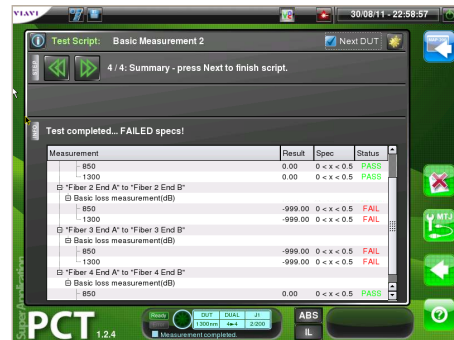 VIAVI
30/08/11 - 22:58:57
Test Script: Basic Measurement 2
Next DUT
STEP
4 / 4: Summary - press Next to finish script.
INFO
Test completed... FAILED specs!
Measurement Result Spec Status
850 0.00 0 < x < 0.5 PASS
1300 0.00 0 < x < 0.5 PASS
"Fiber 2 End A" to "Fiber 2 End B"
Basic loss measurement(dB)
850 -999.00 0 < x < 0.5 FAIL
1300 -999.00 0 < x < 0.5 FAIL
"Fiber 3 End A" to "Fiber 3 End B"
Basic loss measurement(dB)
850 -999.00 0 < x < 0.5 FAIL
1300 -999.00 0 < x < 0.5 FAIL
"Fiber 4 End A" to "Fiber 4 End B"
Basic loss measurement(dB)
850 0.00 0 < x < 0.5 PASS
MTJ
SuperApplication
PCT 1.2.4
Ready
DUT DUAL J1
1300nm 4 4 2/200
Measurement completed.
ABS
IL